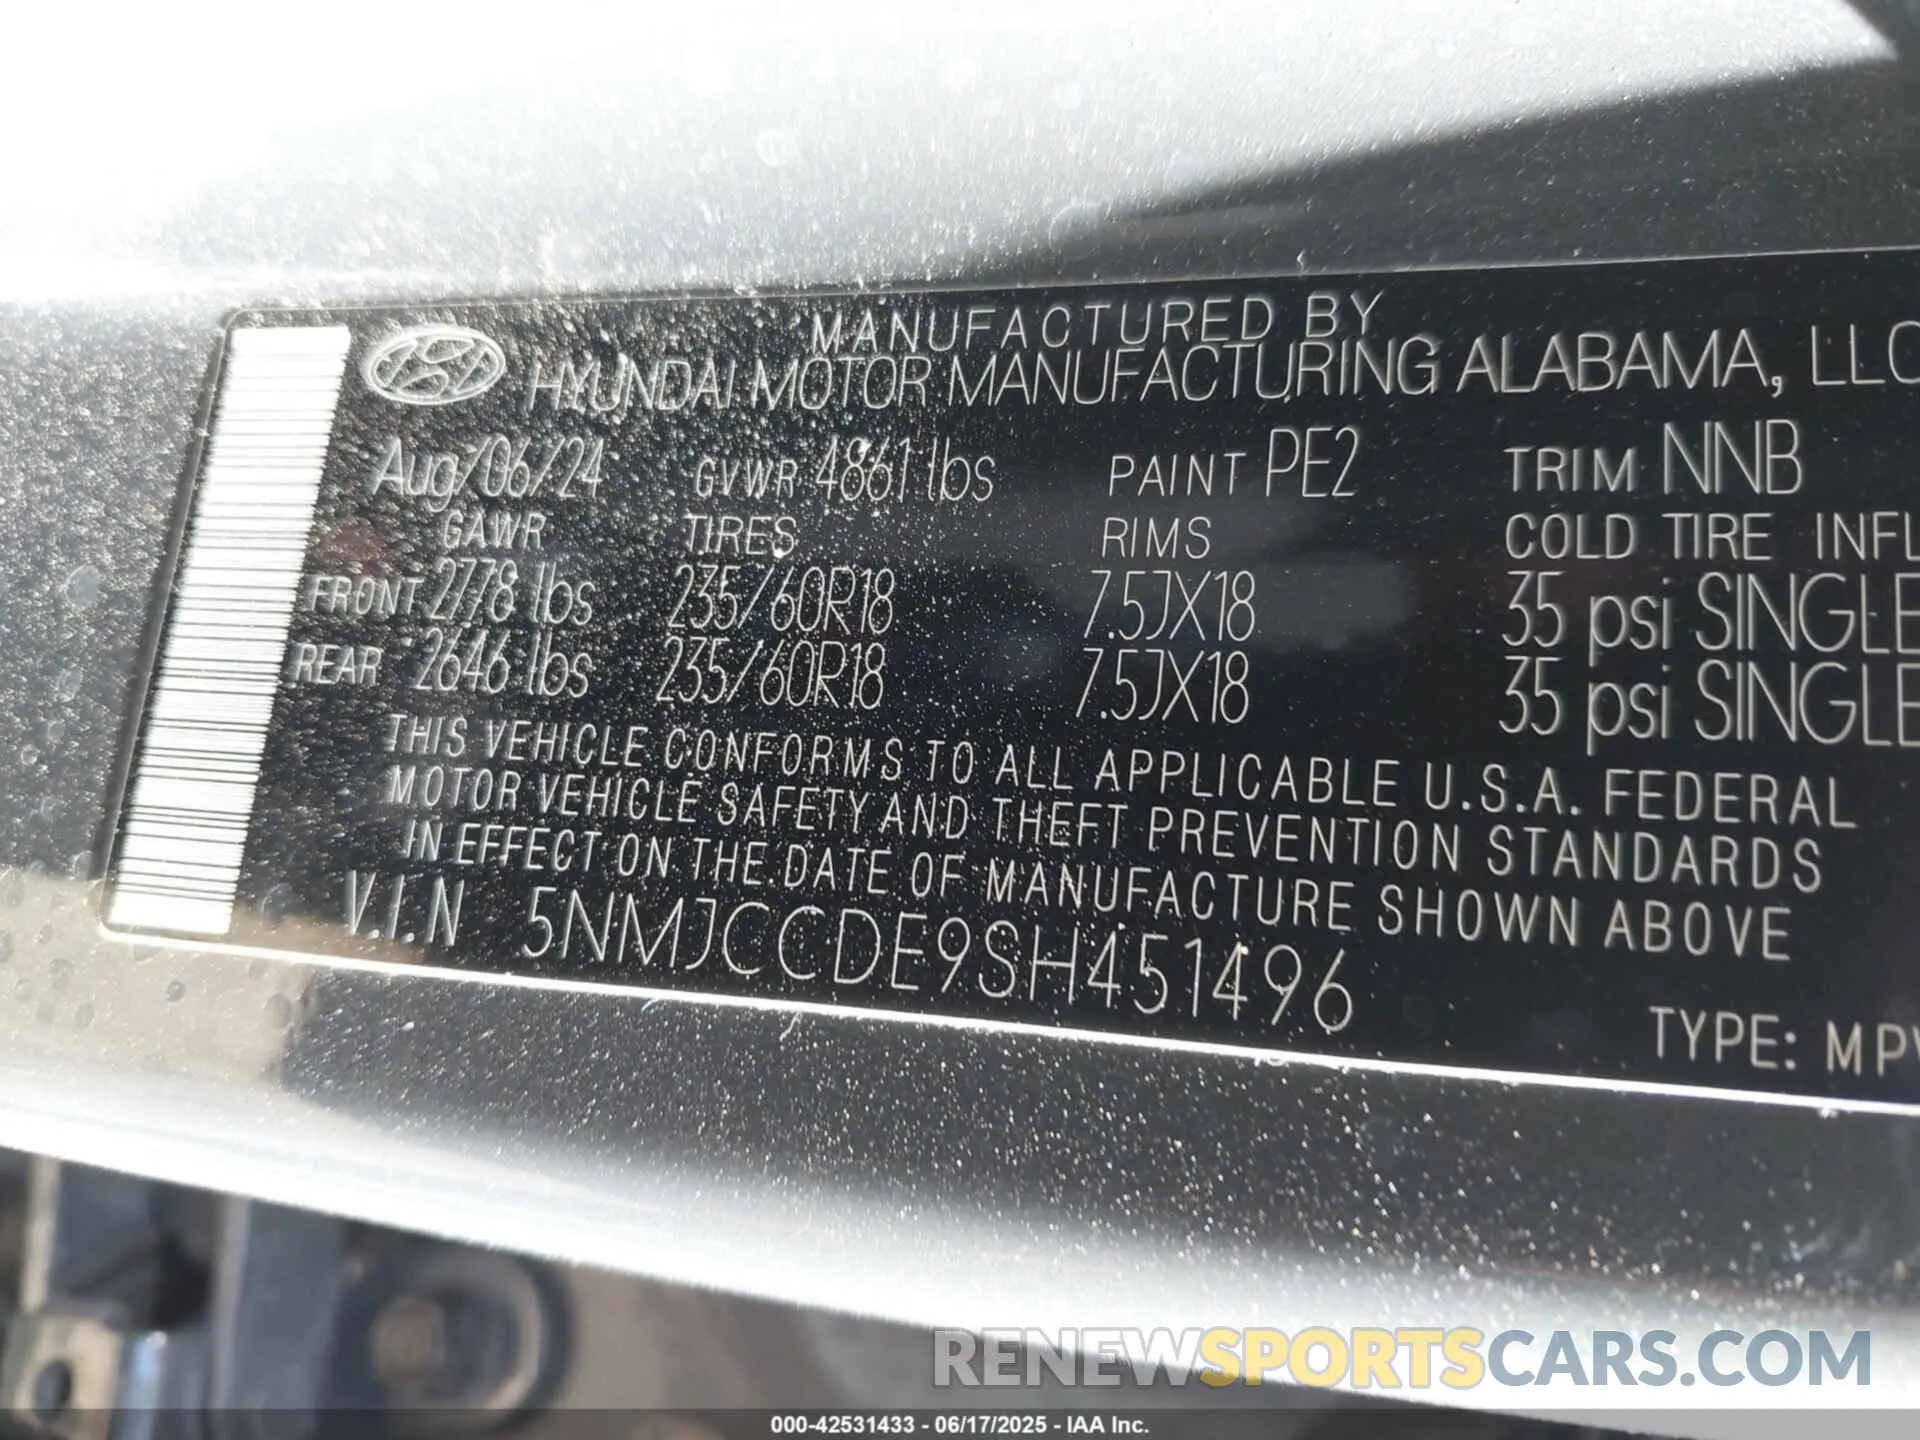 MANUFACTURED BY
HYUNDAI MOTOR MANUFACTURING ALABAMA, LLC
Aug/06/24 GVWR 4861 lbs PAINT PE2 TRIM NNB
GAWR TIRES RIMS COLD TIRE INFL
FRONT 2778 lbs 235/60R18 7.5JX18 35 psi SINGLE
REAR 2646 lbs 235/60R18 7.5JX18 35 psi SINGLE
THIS VEHICLE CONFORMS TO ALL APPLICABLE U.S.A. FEDERAL
MOTOR VEHICLE SAFETY AND THEFT PREVENTION STANDARDS
IN EFFECT ON THE DATE OF MANUFACTURE SHOWN ABOVE
V.I.N 5NMJCCDE9SH451496
TYPE: MPV
RENEWSPORTSCARS.COM
000-42531433 - 06/17/2025 - IAA Inc.